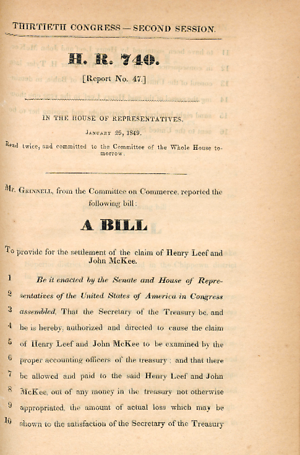 THIRTIETH CONGRESS—SECOND SESSION.
H. R. 740.
[Report No. 47.]
IN THE HOUSE OF REPRESENTATIVES.
JANUARY 25, 1849.
Read twice, and committed to the Committee of the Whole House to-
morrow.
Mr. GRINNELL, from the Committee on Commerce, reported the
following bill:
A BILL
To provide for the settlement of the claim of Henry Leef and
John McKee.
1 Be it enacted by the Senate and House of Repre-
2 sentatives of the United States of America in Congress
3 assembled, That the Secretary of the Treasury be, and
4 he is hereby, authorized and directed to cause the claim
5 of Henry Leef and John McKee to be examined by the
6 proper accounting officers of the treasury; and that there
7 be allowed and paid to the said Henry Leef and John
8 McKee, out of any money in the treasury not otherwise
9 appropriated, the amount of actual loss which may be
10 shown to the satisfaction of the Secretary of the Treasury